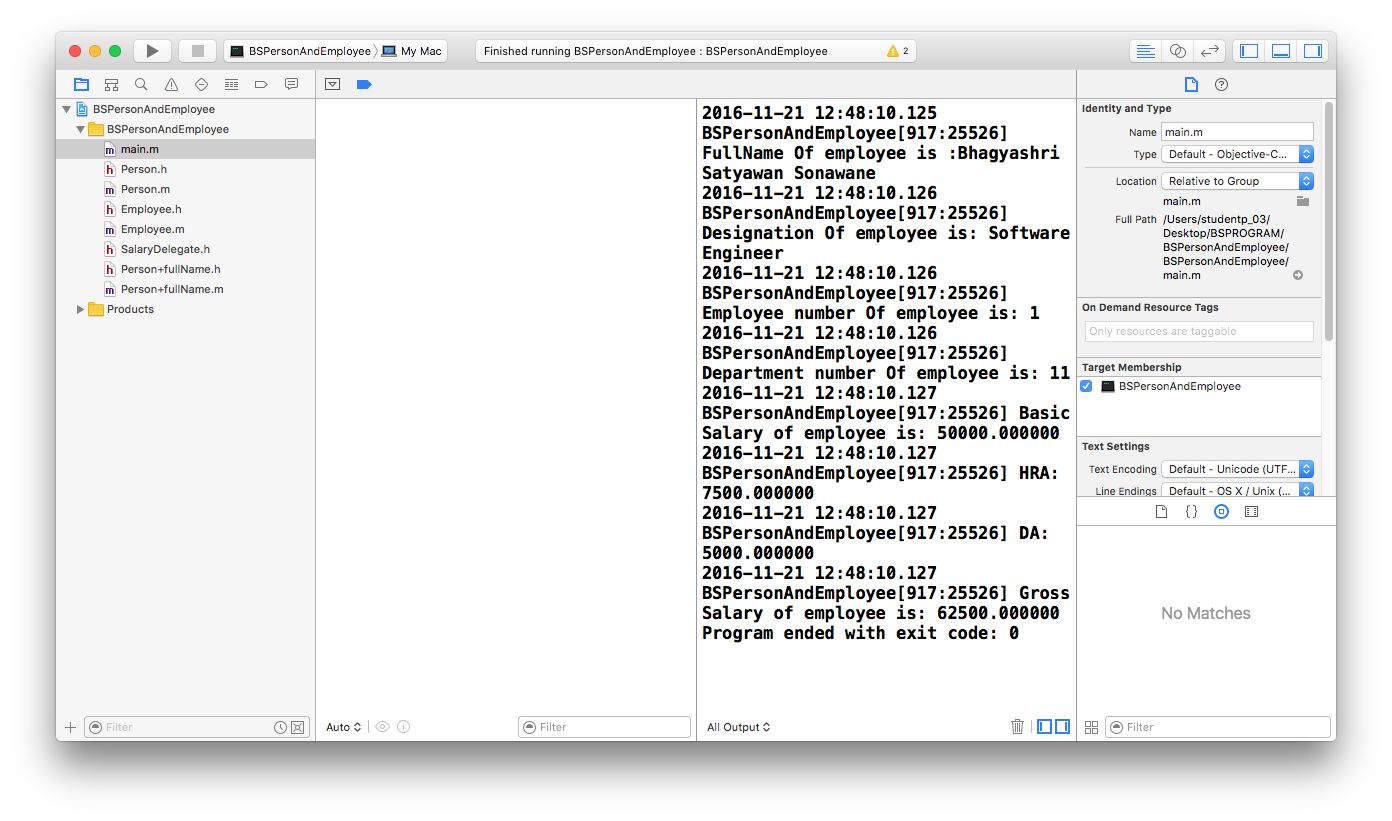 BSPersonAndEmployee
My Mac
Finished running BSPersonAndEmployee : BSPersonAndEmployee
2
BSPersonAndEmployee
BSPersonAndEmployee
main.m
Person.h
Person.m
Employee.h
Employee.m
SalaryDelegate.h
Person+fullName.h
Person+fullName.m
Products
Filter
Auto
Filter
2016-11-21 12:48:10.125
BSPersonAndEmployee[917:25526]
FullName Of employee is :Bhagyashri
Satyawan Sonawane
2016-11-21 12:48:10.126
BSPersonAndEmployee[917:25526]
Designation Of employee is: Software
Engineer
2016-11-21 12:48:10.126
BSPersonAndEmployee[917:25526]
Employee number Of employee is: 1
2016-11-21 12:48:10.126
BSPersonAndEmployee[917:25526]
Department number Of employee is: 11
2016-11-21 12:48:10.127
BSPersonAndEmployee[917:25526] Basic
Salary of employee is: 50000.000000
2016-11-21 12:48:10.127
BSPersonAndEmployee[917:25526] HRA:
7500.000000
2016-11-21 12:48:10.127
BSPersonAndEmployee[917:25526] DA:
5000.000000
2016-11-21 12:48:10.127
BSPersonAndEmployee[917:25526] Gross
Salary of employee is: 62500.000000
Program ended with exit code: 0
All Output
Identity and Type
Name main.m
Type Default - Objective-C...
Location Relative to Group
main.m
Full Path /Users/studentp_03/
Desktop/BSPROGRAM/
BSPersonAndEmployee/
BSPersonAndEmployee/
main.m
On Demand Resource Tags
Only resources are taggable
Target Membership
BSPersonAndEmployee
Text Settings
Text Encoding Default - Unicode (UTF...
Line Endings Default - OS X / Unix (...
No Matches
Filter